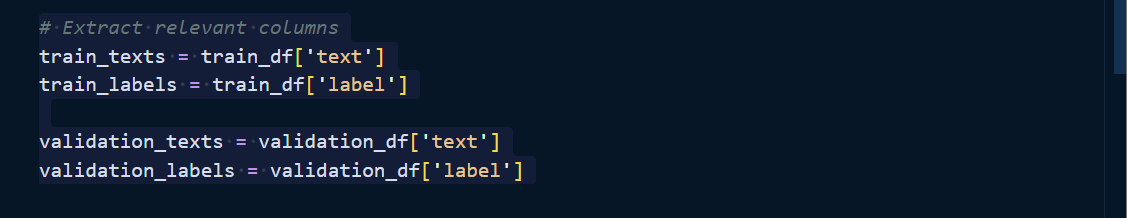 # Extract relevant columns
train_texts = train_df['text']
train_labels = train_df['label']
validation_texts = validation_df['text']
validation_labels = validation_df['label']